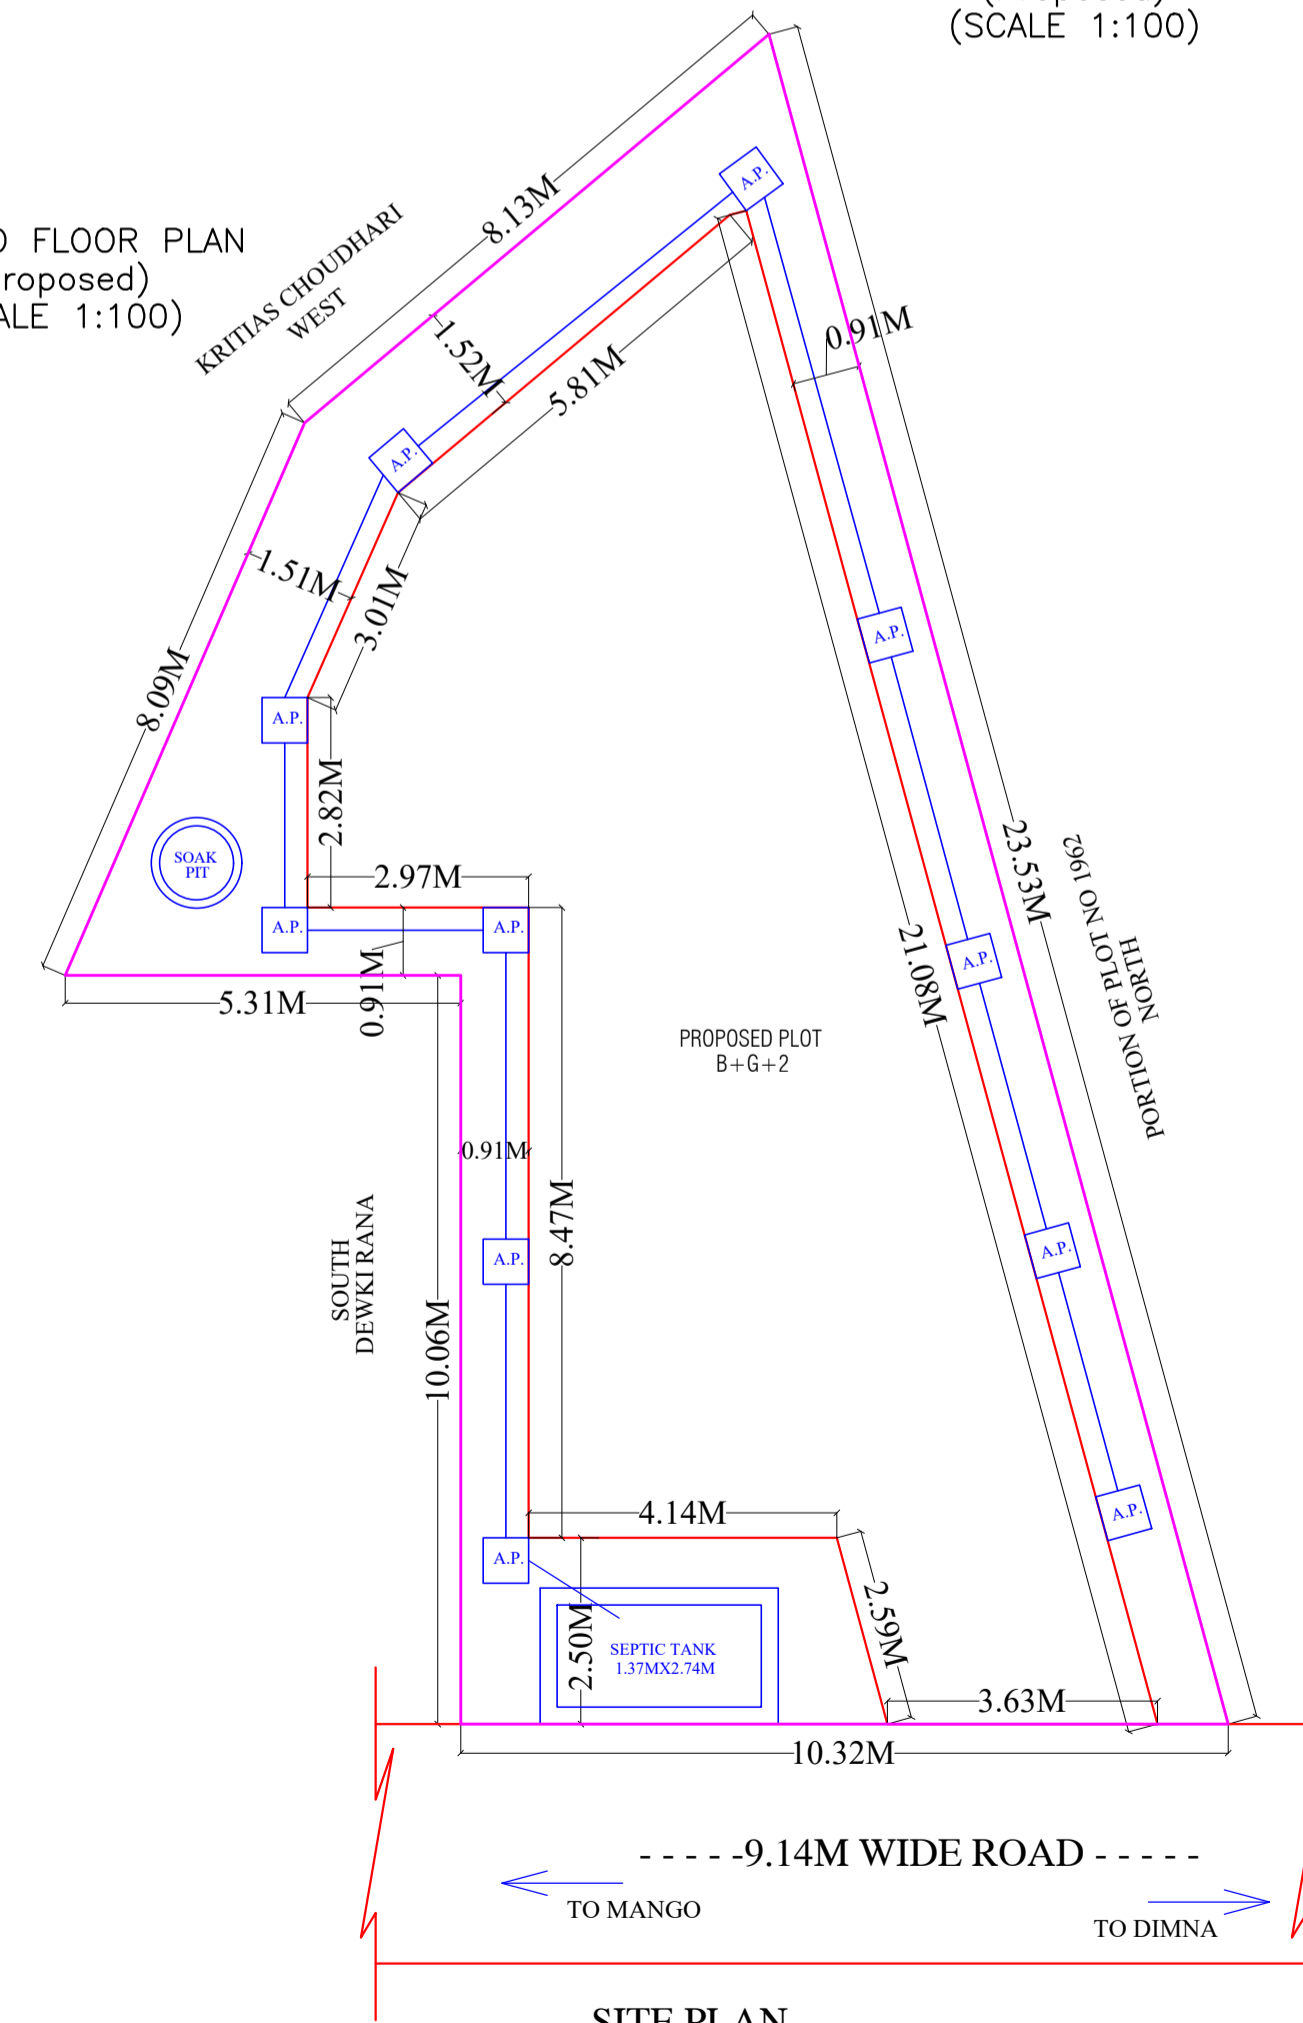 (SCALE 1:100)
FLOOR PLAN
(SCALE 1:100)
KRITIAS CHOUDHARI
WEST
8.13M
A.P.
0.91M
1.52M
5.81M
A.P.
1.51M
3.01M
A.P.
8.09M
A.P.
2.82M
SOAK
PIT
2.97M
23.53M
PORTION OF PLOT NO 1962
NORTH
A.P.
A.P.
21.08M
A.P.
0.91M
5.31M
PROPOSED PLOT
B+G+2
0.91M
8.47M
SOUTH
DEWKI RANA
A.P.
A.P.
10.06M
4.14M
A.P.
A.P.
2.59M
2.50M
SEPTIC TANK
1.37MX2.74M
3.63M
10.32M
- - - - -9.14M WIDE ROAD - - - - -
TO MANGO
TO DIMNA
SITE PLAN